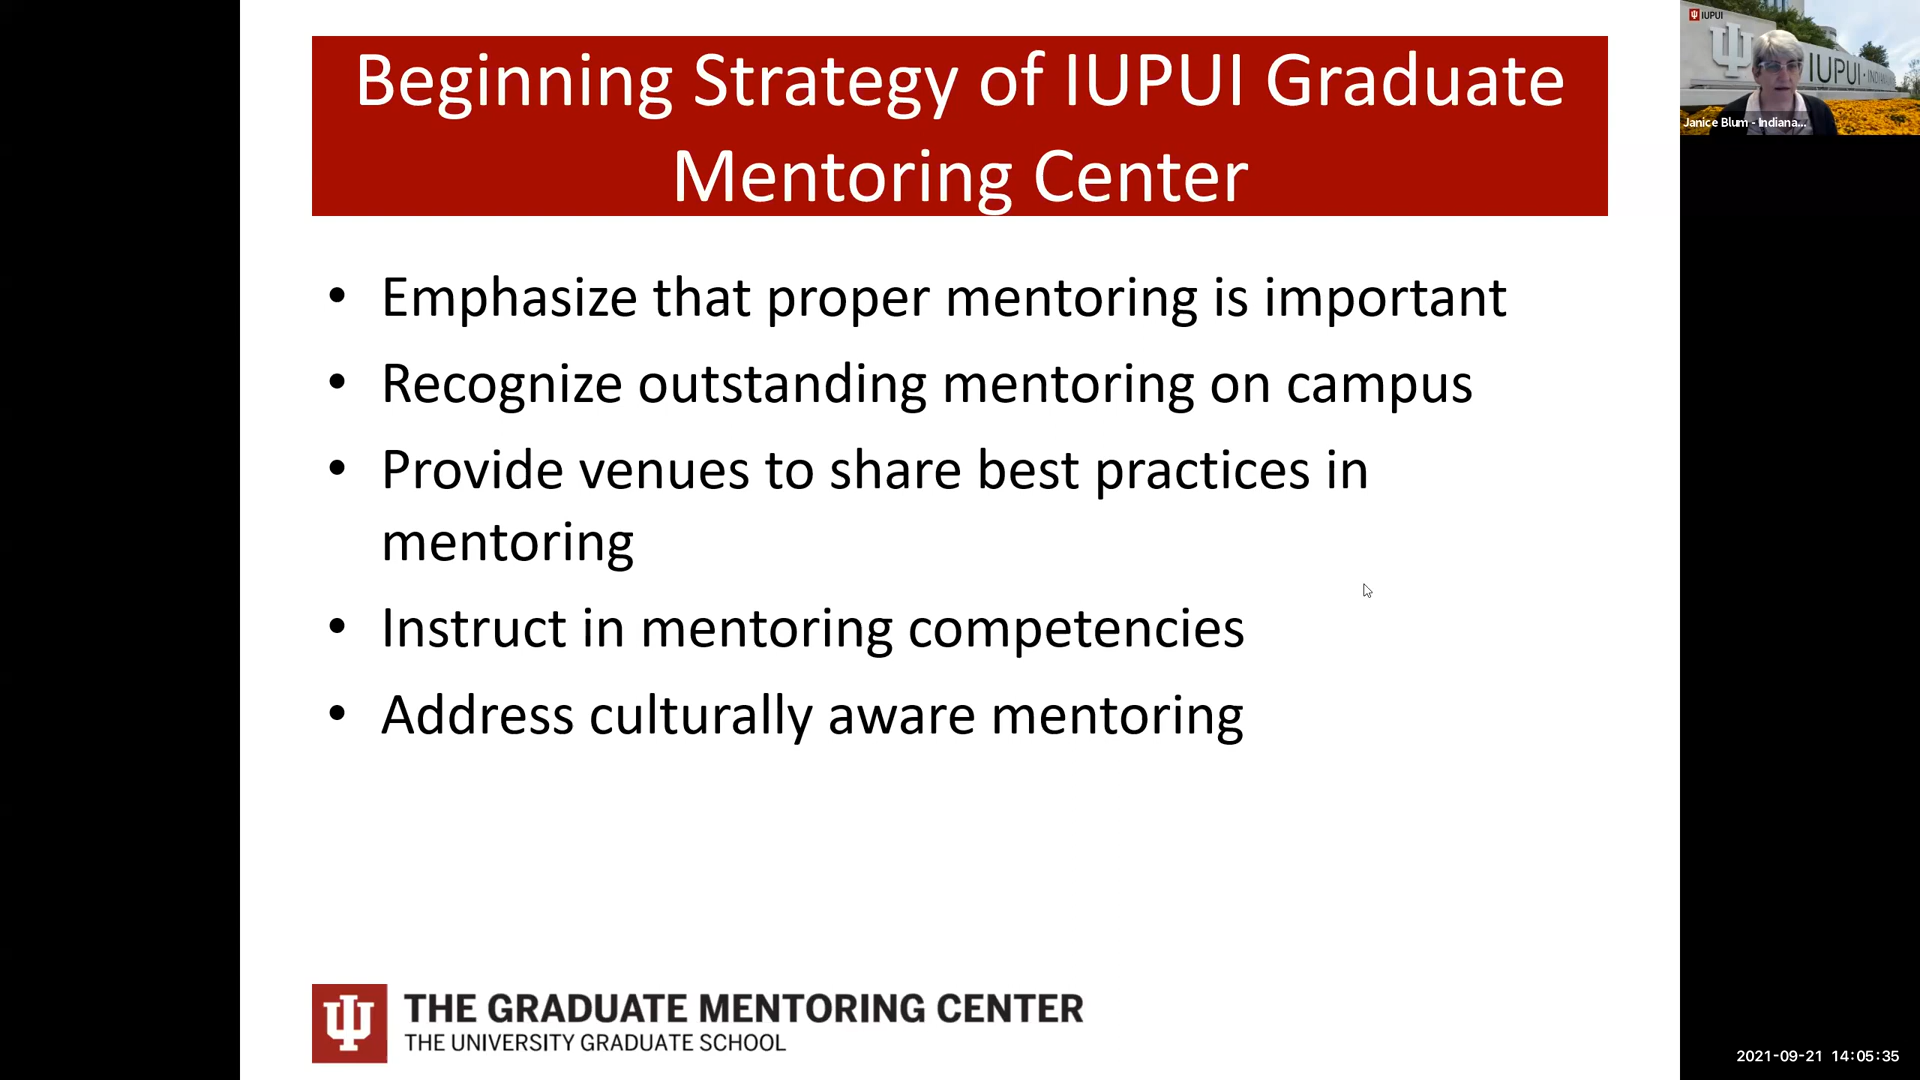 Beginning Strategy of IUPUI Graduate
Mentoring Center
• Emphasize that proper mentoring is important
• Recognize outstanding mentoring on campus
• Provide venues to share best practices in
mentoring
• Instruct in mentoring competencies
• Address culturally aware mentoring
THE GRADUATE MENTORING CENTER
THE UNIVERSITY GRADUATE SCHOOL
IUPUI
IUPUI
Janice Blum - Indiana...
2021-09-21 14:05:35